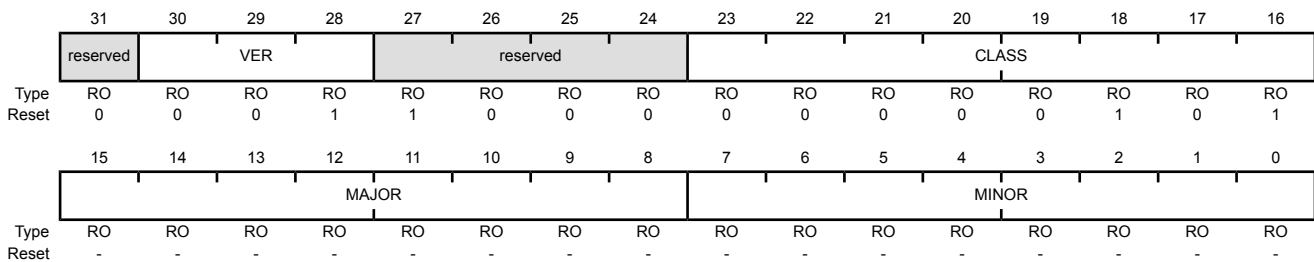 31 30 29 28 27 26 25 24 23 22 21 20 19 18 17 16
reserved VER reserved CLASS
Type RO RO RO RO RO RO RO RO RO RO RO RO RO RO RO RO
Reset 0 0 0 1 1 0 0 0 0 0 0 0 0 1 0 1
15 14 13 12 11 10 9 8 7 6 5 4 3 2 1 0
MAJOR MINOR
Type RO RO RO RO RO RO RO RO RO RO RO RO RO RO RO RO
Reset - - - - - - - - - - - - - - - -